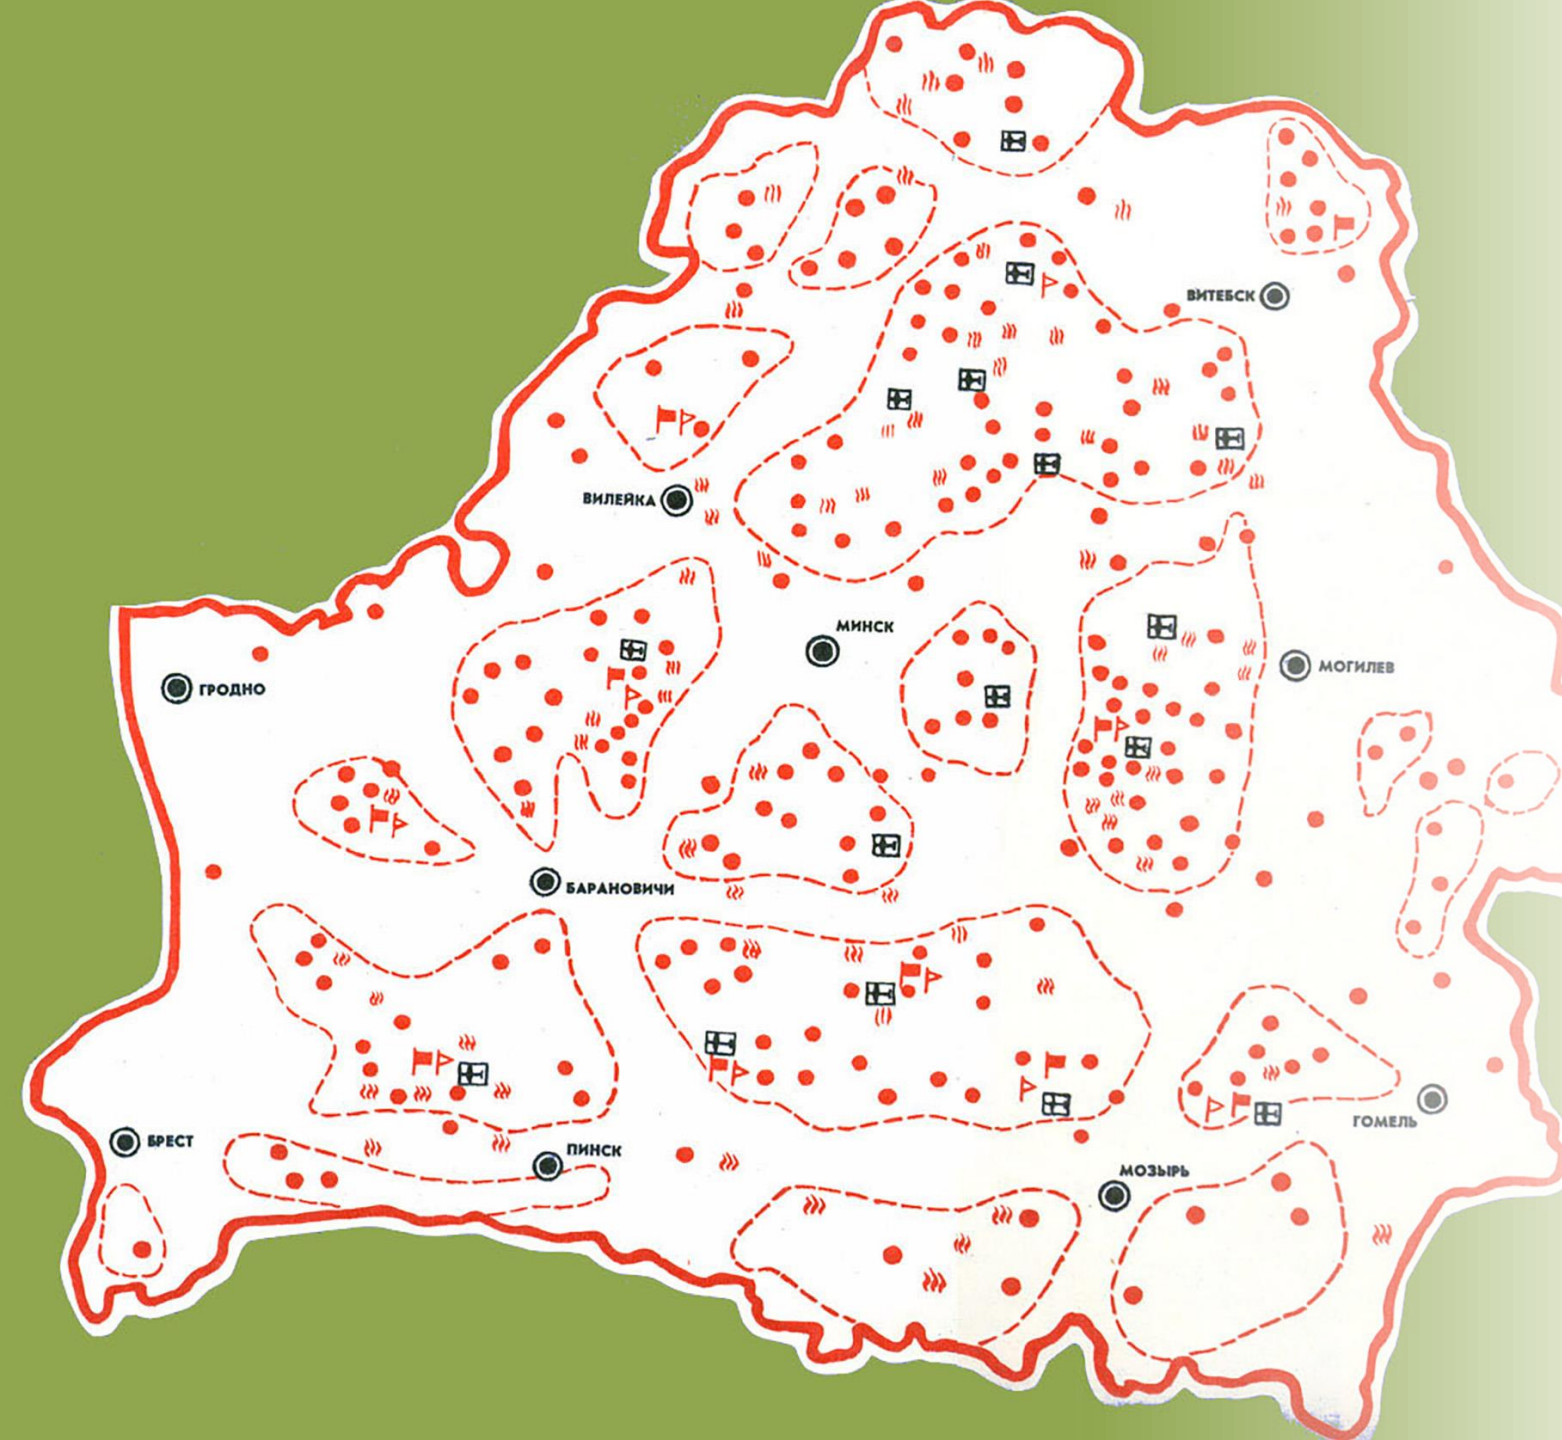 ВИТЕБСК
ВИЛЕЙКА
МИНСК
МОГИЛЕВ
ГРОДНО
БАРАНОВИЧИ
ГОМЕЛЬ
БРЕСТ
ПИНСК
МОЗЫРЬ